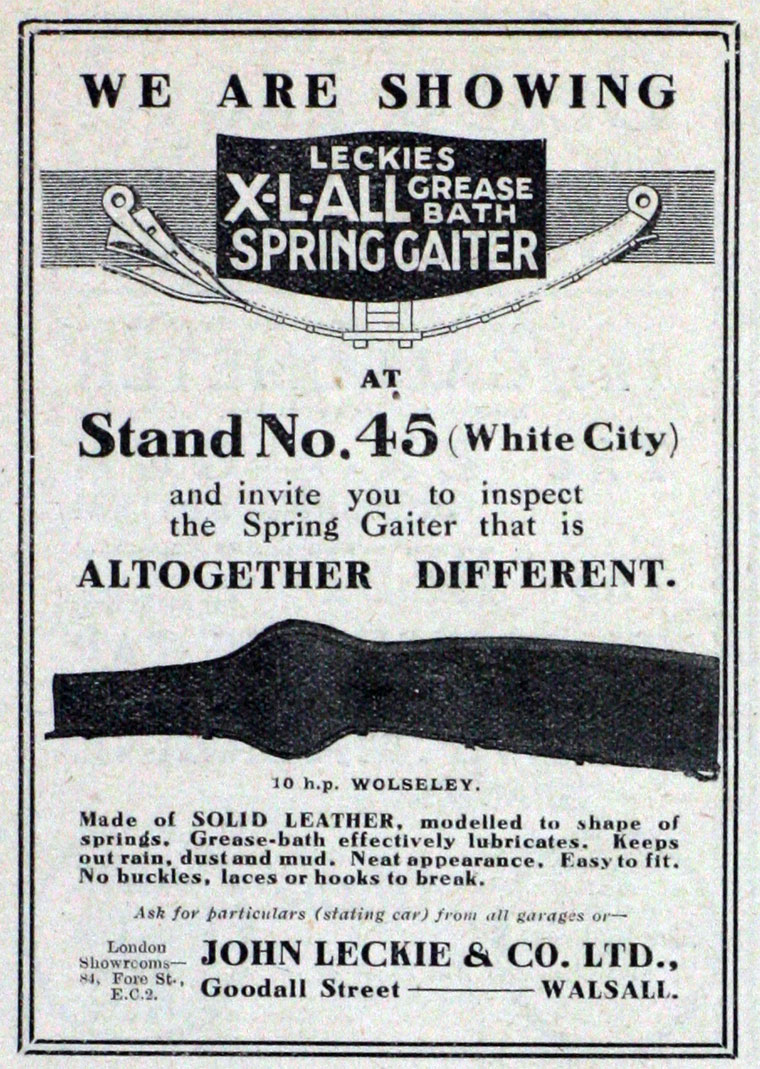 WE ARE SHOWING
LECKIES
X-L-ALL GREASE BATH
SPRING GAITER
AT
Stand No. 45 (White City)
and invite you to inspect
the Spring Gaiter that is
ALTOGETHER DIFFERENT.
10 h.p. WOLSELEY.
Made of SOLID LEATHER, modelled to shape of
springs. Grease-bath effectively lubricates. Keeps
out rain, dust and mud. Neat appearance. Easy to fit.
No buckles, laces or hooks to break.
Ask for particulars (stating car) from all garages or—
London
Showrooms—
84, Fore St.,
E.C.2.
JOHN LECKIE & CO. LTD.,
Goodall Street — WALSALL.